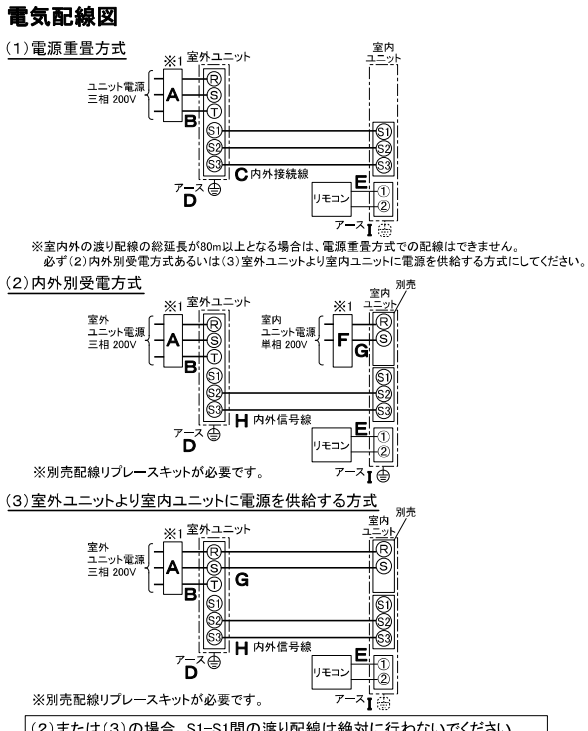 電気配線図
(1)電源重畳方式
※1 室外ユニット
室内
ユニット
ユニット電源
三相 200V
A
B
R
S
T
S1
S2
S3
S1
S2
S3
C 内外接続線
アース
D
E
リモコン
①
②
アース I
※室内外の渡り配線の総延長が80m以上となる場合は、電源重畳方式での配線はできません。
必ず(2)内外別受電方式あるいは(3)室外ユニットより室内ユニットに電源を供給する方式にしてください。
(2)内外別受電方式
※1 室外ユニット
室外
ユニット電源
三相 200V
A
B
R
S
T
S1
S2
S3
※1
室内
ユニット電源
単相 200V
F
G
室内
ユニット
別売
R
S
S1
S2
S3
H 内外信号線
アース
D
E
リモコン
①
②
アース I
※別売配線リプレースキットが必要です。
(3)室外ユニットより室内ユニットに電源を供給する方式
※1 室外ユニット
室外
ユニット電源
三相 200V
A
B
R
S
T
S1
S2
S3
G
室内
ユニット
別売
R
S
S1
S2
S3
H 内外信号線
アース
D
E
リモコン
①
②
アース I
※別売配線リプレースキットが必要です。
(2)または(3)の場合、S1-S1間の渡り配線は絶対に行わないでください。